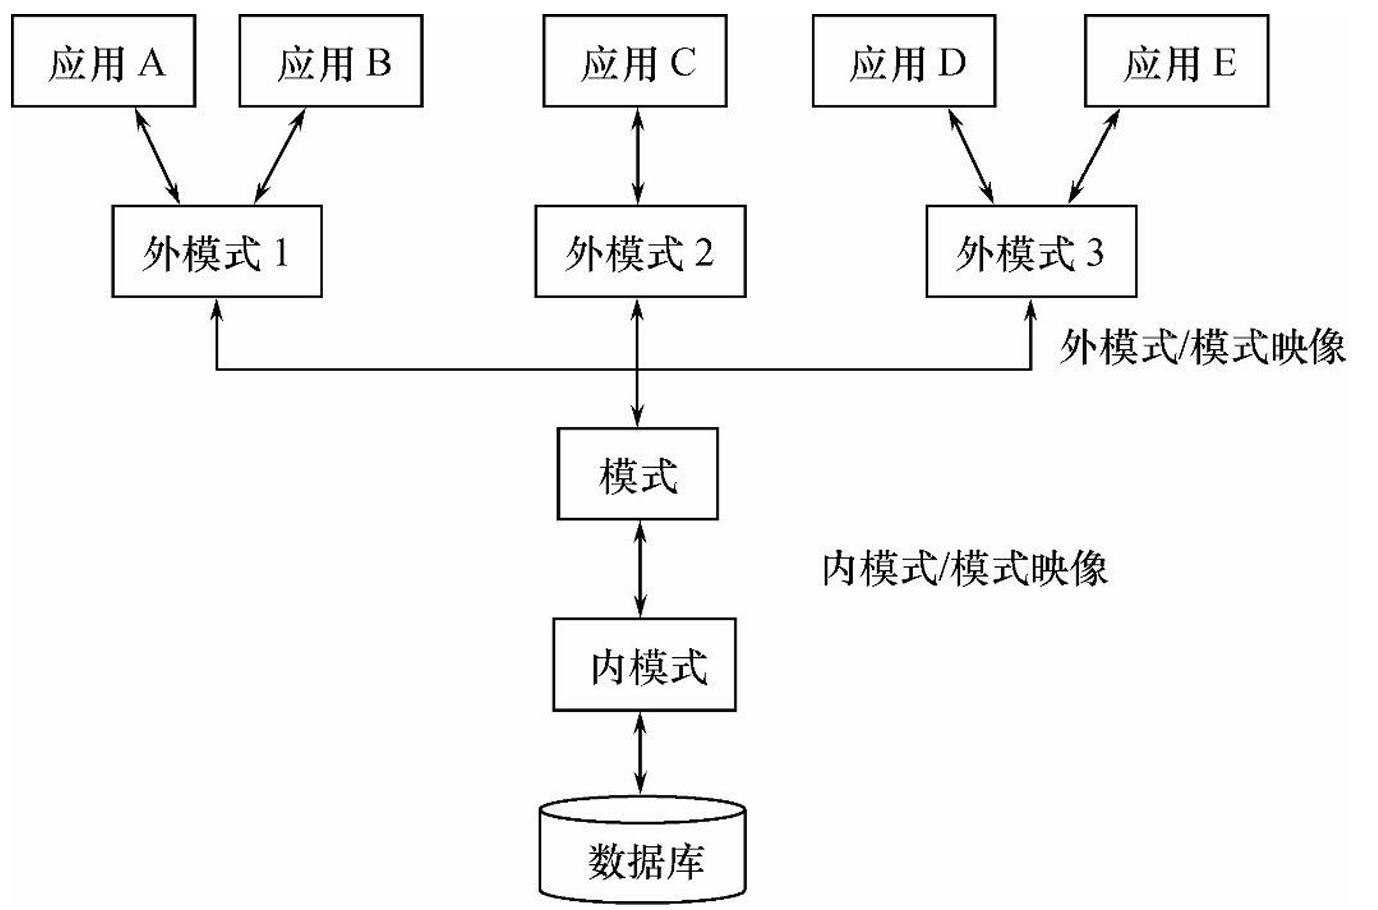 应用 A
应用 B
应用 C
应用 D
应用 E
外模式 1
外模式 2
外模式 3
外模式/模式映像
模式
内模式/模式映像
内模式
数据库